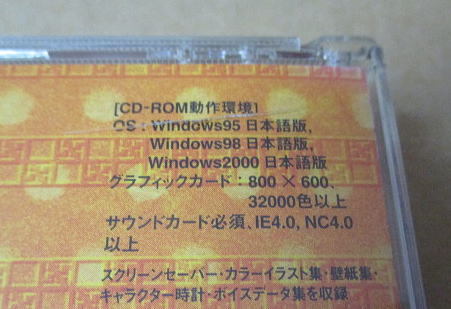 [CD-ROM動作環境]
OS：Windows95 日本語版,
Windows98 日本語版,
Windows2000 日本語版
グラフィックカード：800×600、
32000色以上
サウンドカード必須、IE4.0, NC4.0
以上
スクリーンセーバー・カラーイラスト集・壁紙集・
キャラクター時計・ボイスデータ集を収録